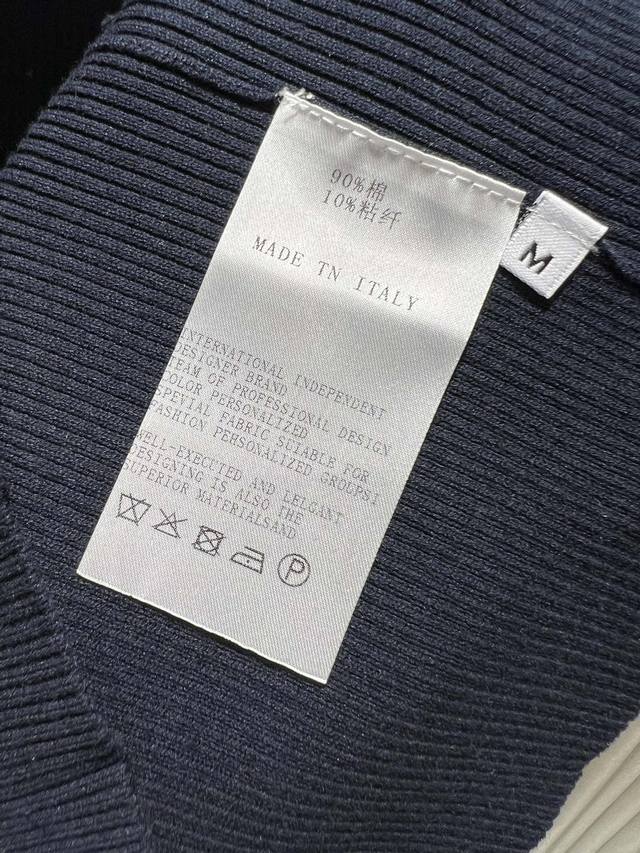 90%棉
10%粘纤
MADE TN ITALY
M
INTERNATIONAL INDEPENDENT
DESIGNER BRAND
TEAM OF PROFESSIONAL DESIGN
COLOR PERSONALIZED
SPEVIAL FABRIC SUIABLE FOR
FASHION PEHSONALIZED GROUPSI
WELL-EXECUTED AND LELGANT
DESIGNING IS ALSO THE
SUPERIOR MATERIALSAND
P